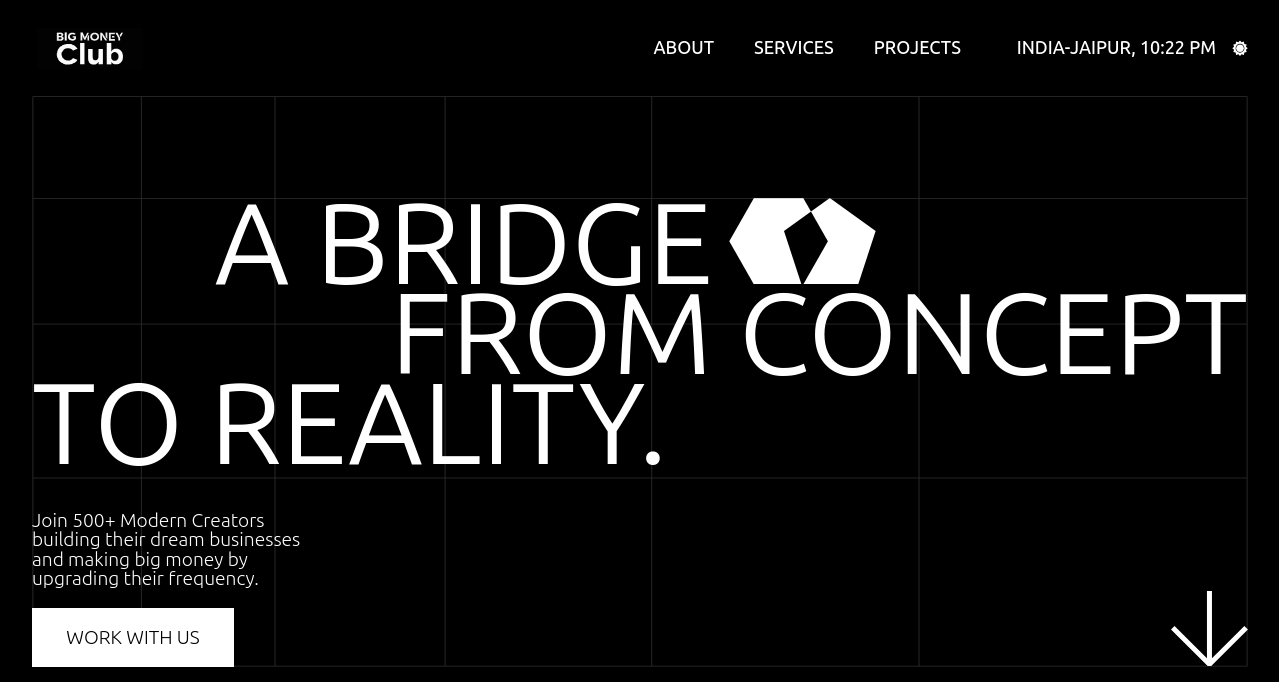 BIG MONEY
Club
ABOUT SERVICES PROJECTS INDIA-JAIPUR, 10:22 PM
A BRIDGE
FROM CONCEPT
TO REALITY.
Join 500+ Modern Creators
building their dream businesses
and making big money by
upgrading their frequency.
WORK WITH US